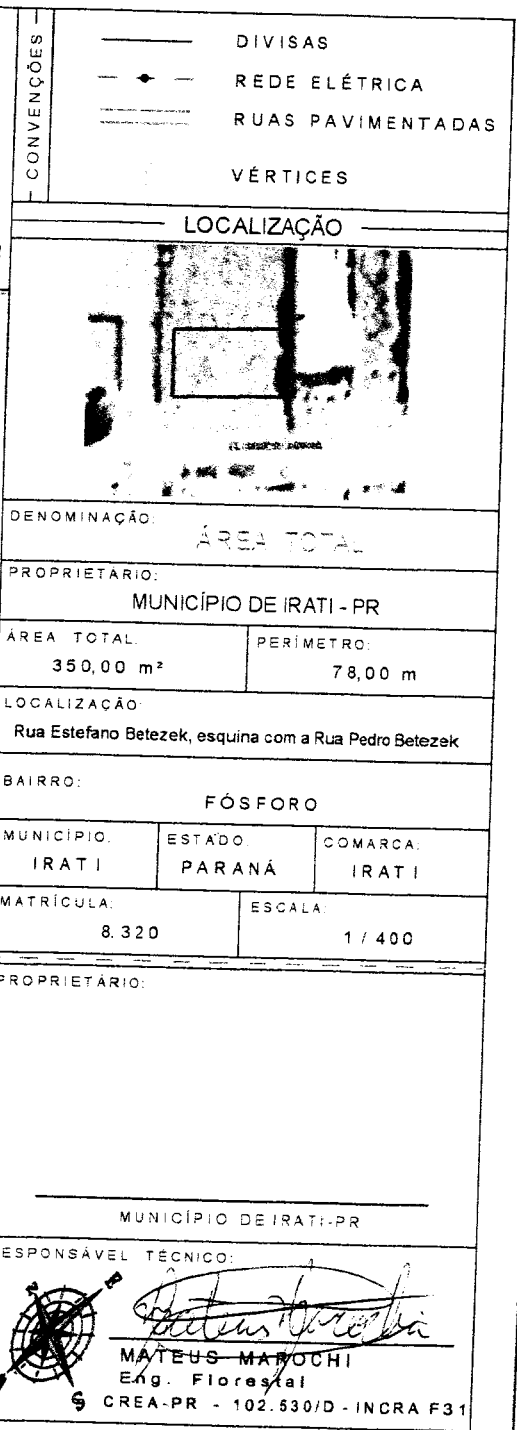 CONVENÇÕES
DIVISAS
REDE ELÉTRICA
RUAS PAVIMENTADAS
VÉRTICES
LOCALIZAÇÃO
DENOMINAÇÃO:
ÁREA TOTAL
PROPRIETÁRIO:
MUNICÍPIO DE IRATI - PR
ÁREA TOTAL:
350,00 m²
PERÍMETRO:
78,00 m
LOCALIZAÇÃO:
Rua Estefano Betezek, esquina com a Rua Pedro Betezek
BAIRRO:
FÓSFORO
MUNICÍPIO:
IRATI
ESTADO:
PARANÁ
COMARCA:
IRATI
MATRÍCULA:
8.320
ESCALA:
1 / 400
PROPRIETÁRIO:
MUNICÍPIO DE IRATI-PR
RESPONSÁVEL TÉCNICO:
Mateus Marochi
MATEUS MAROCHI
Eng. Florestal
S CREA-PR - 102.530/D - INCRA F31